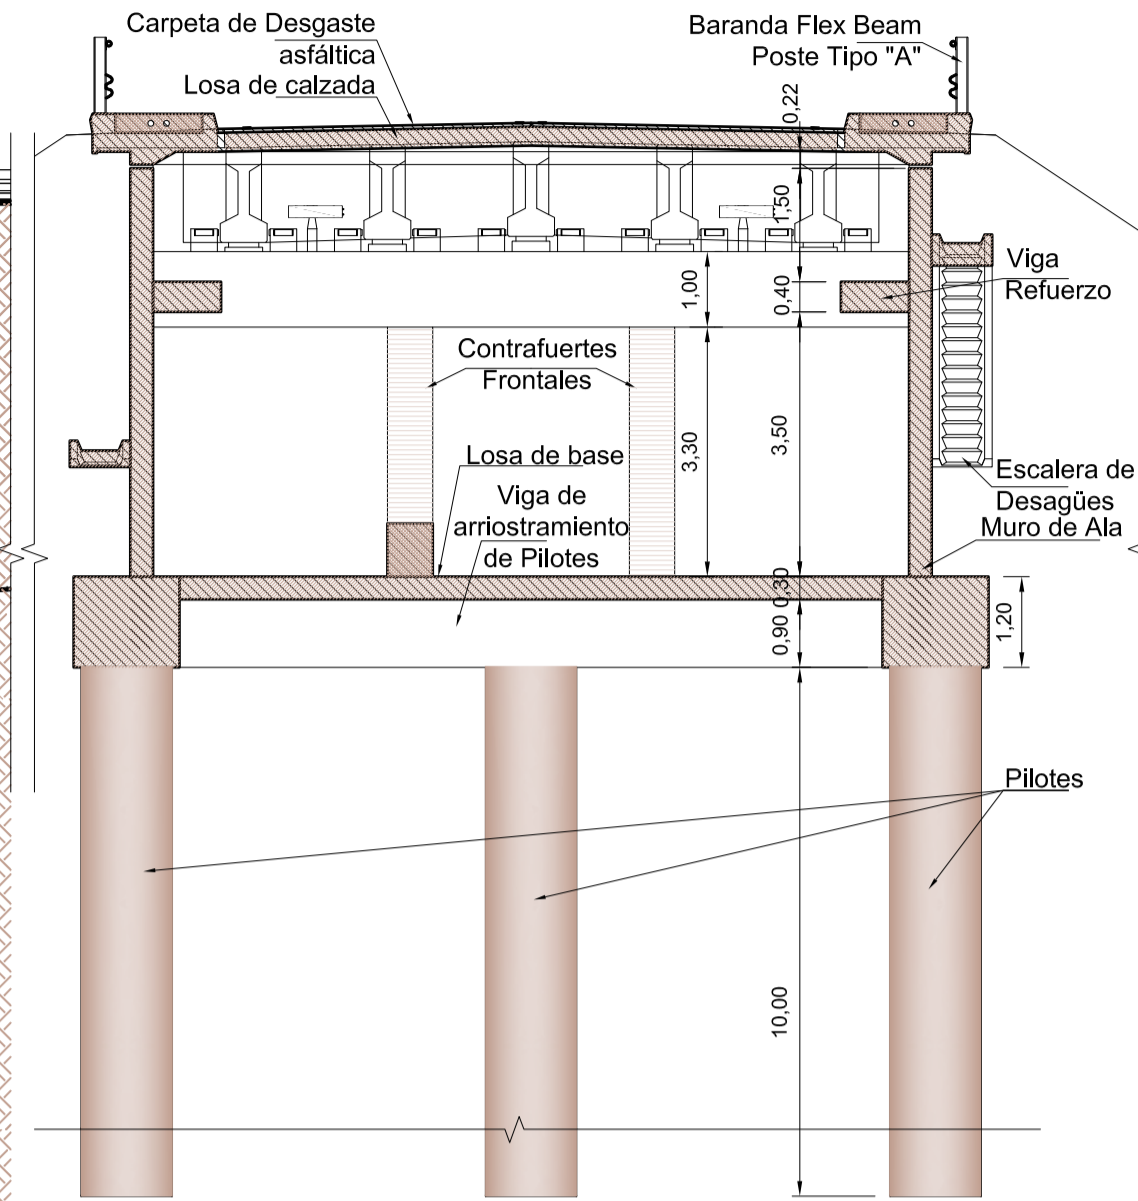 Carpeta de Desgaste
asfáltica
Losa de calzada
Baranda Flex Beam
Poste Tipo "A"
0,22
1,50
Viga
Refuerzo
1,00
0,40
Contrafuertes
Frontales
3,30
3,50
Losa de base
Viga de
arriostramiento
de Pilotes
Escalera de
Desagües
Muro de Ala
0,30
0,90
1,20
Pilotes
10,00